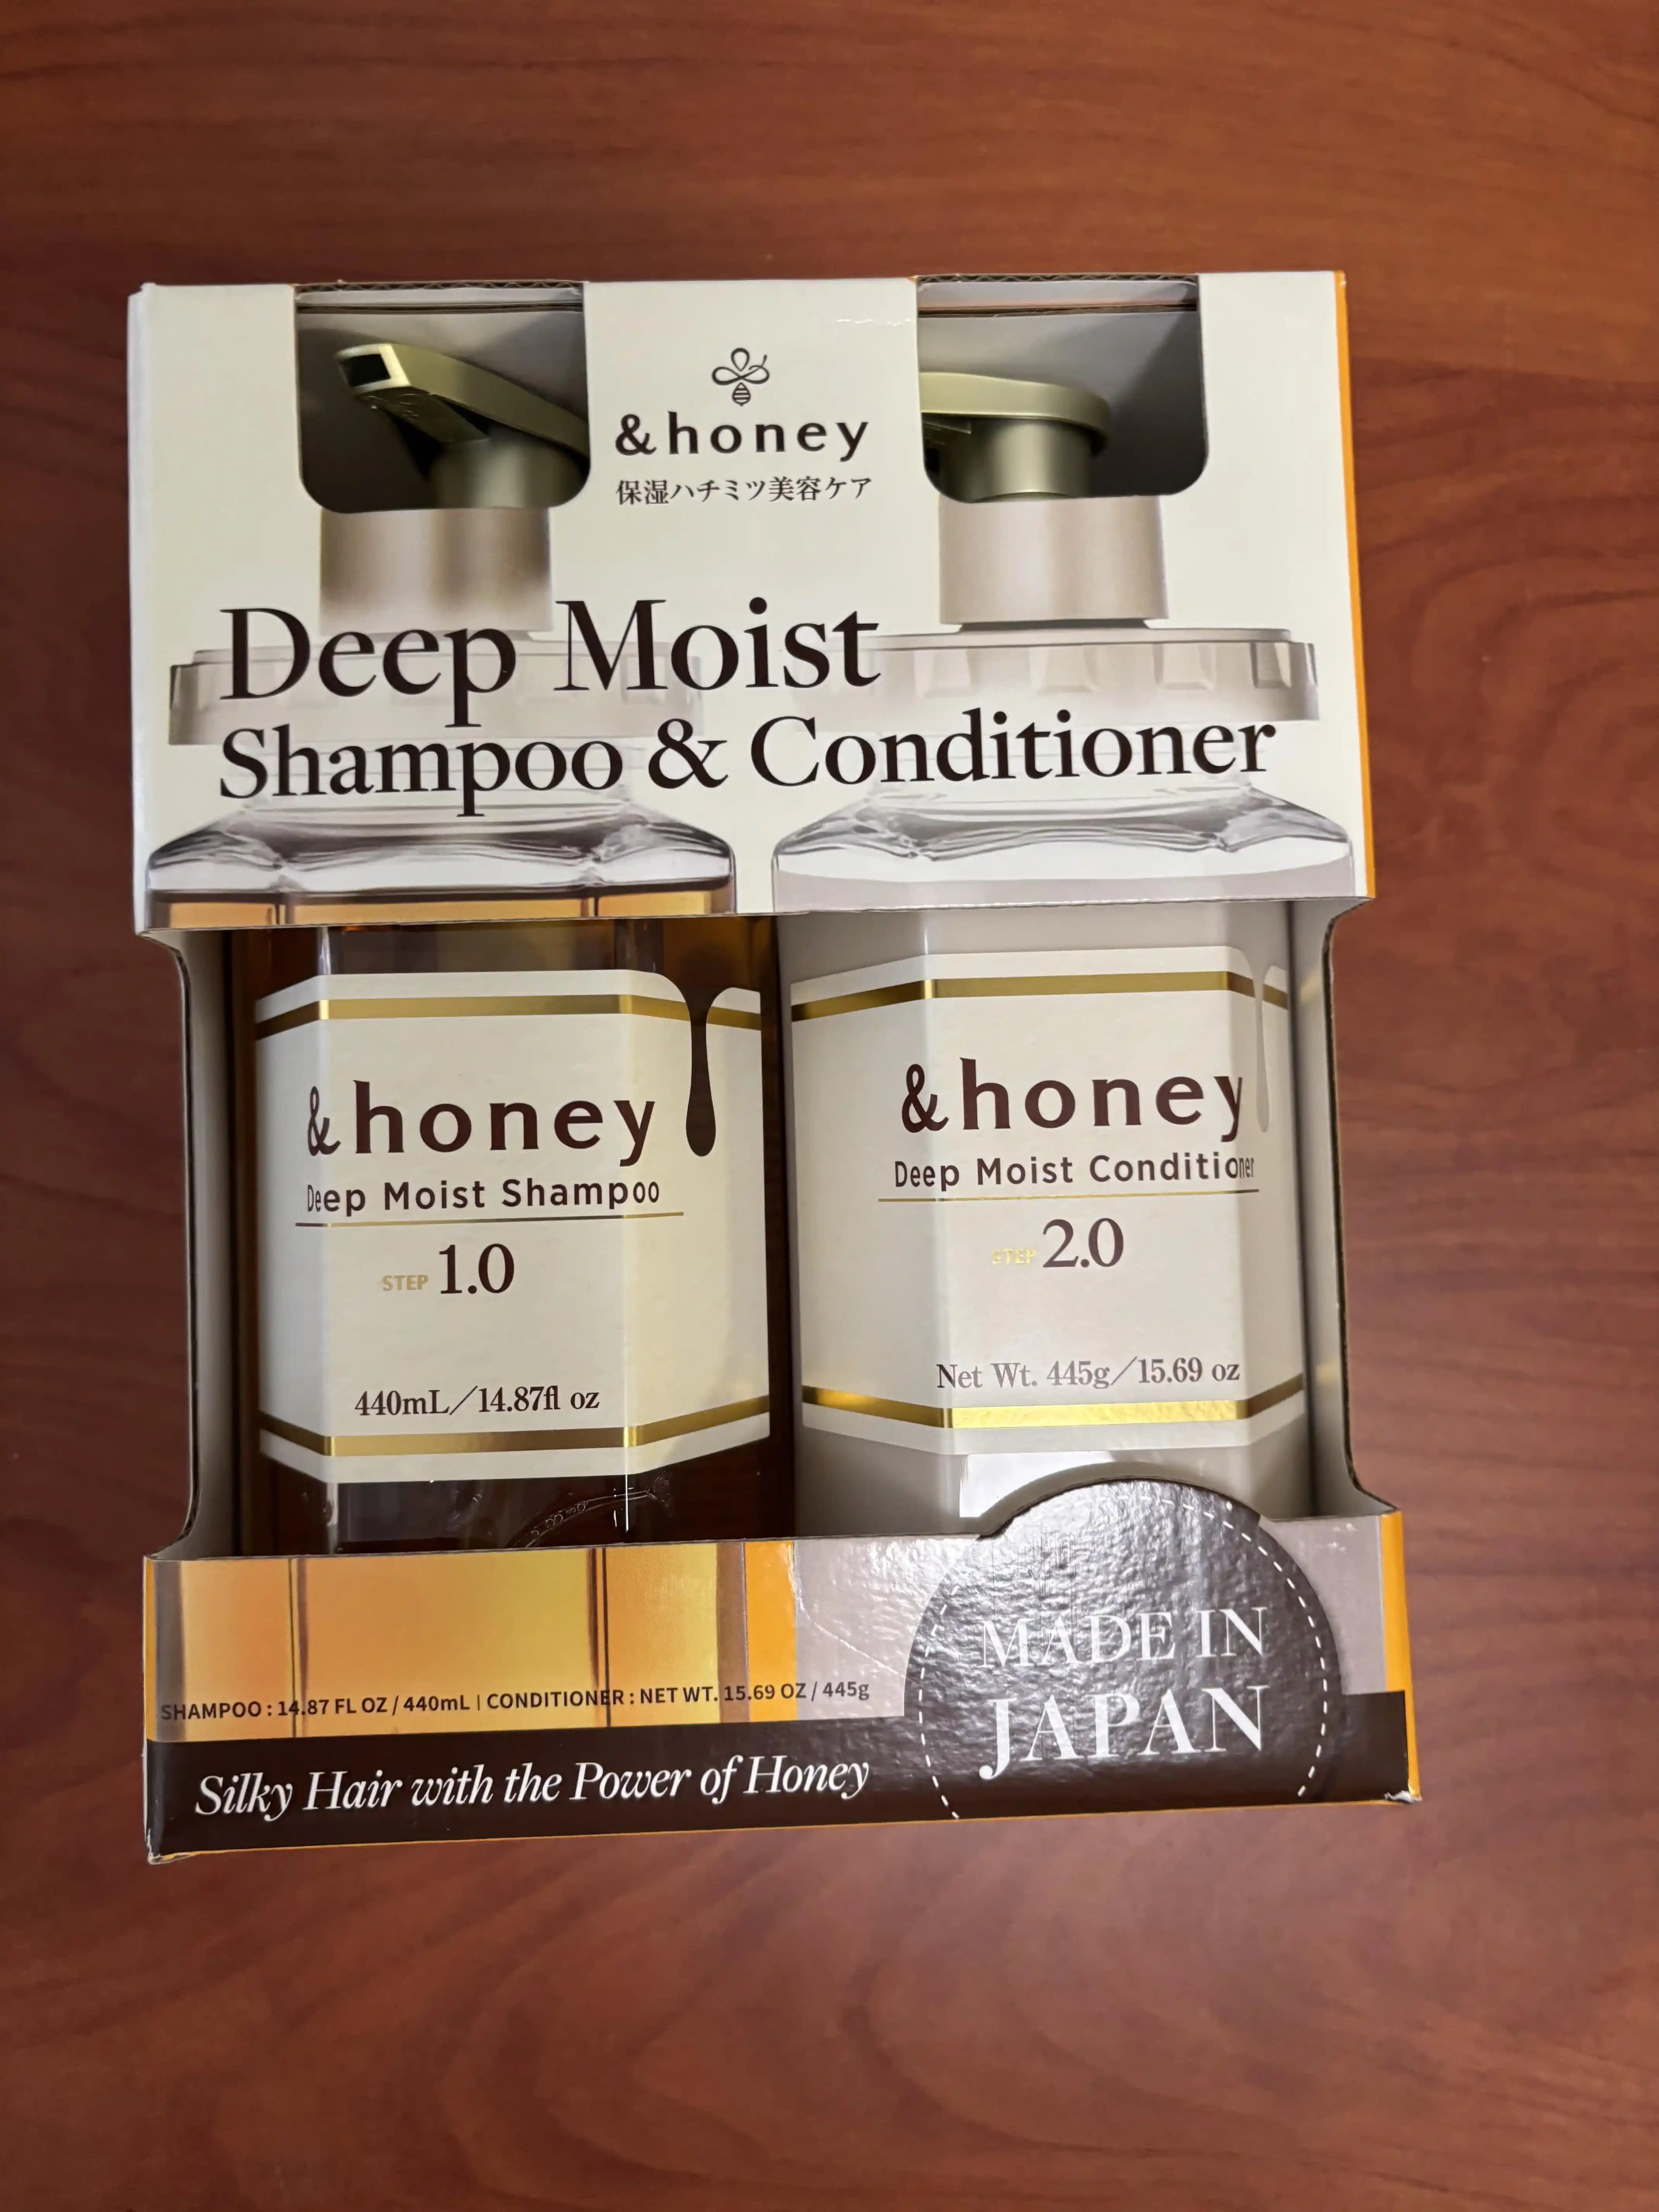 &honey
保湿ハチミツ美容ケア
Deep Moist
Shampoo & Conditioner
&honey
Deep Moist Shampoo
STEP 1.0
440mL/14.87fl oz
&honey
Deep Moist Conditioner
STEP 2.0
Net Wt. 445g/15.69 oz
MADE IN
JAPAN
SHAMPOO : 14.87 FL OZ / 440mL | CONDITIONER : NET WT. 15.69 OZ / 445g
Silky Hair with the Power of Honey